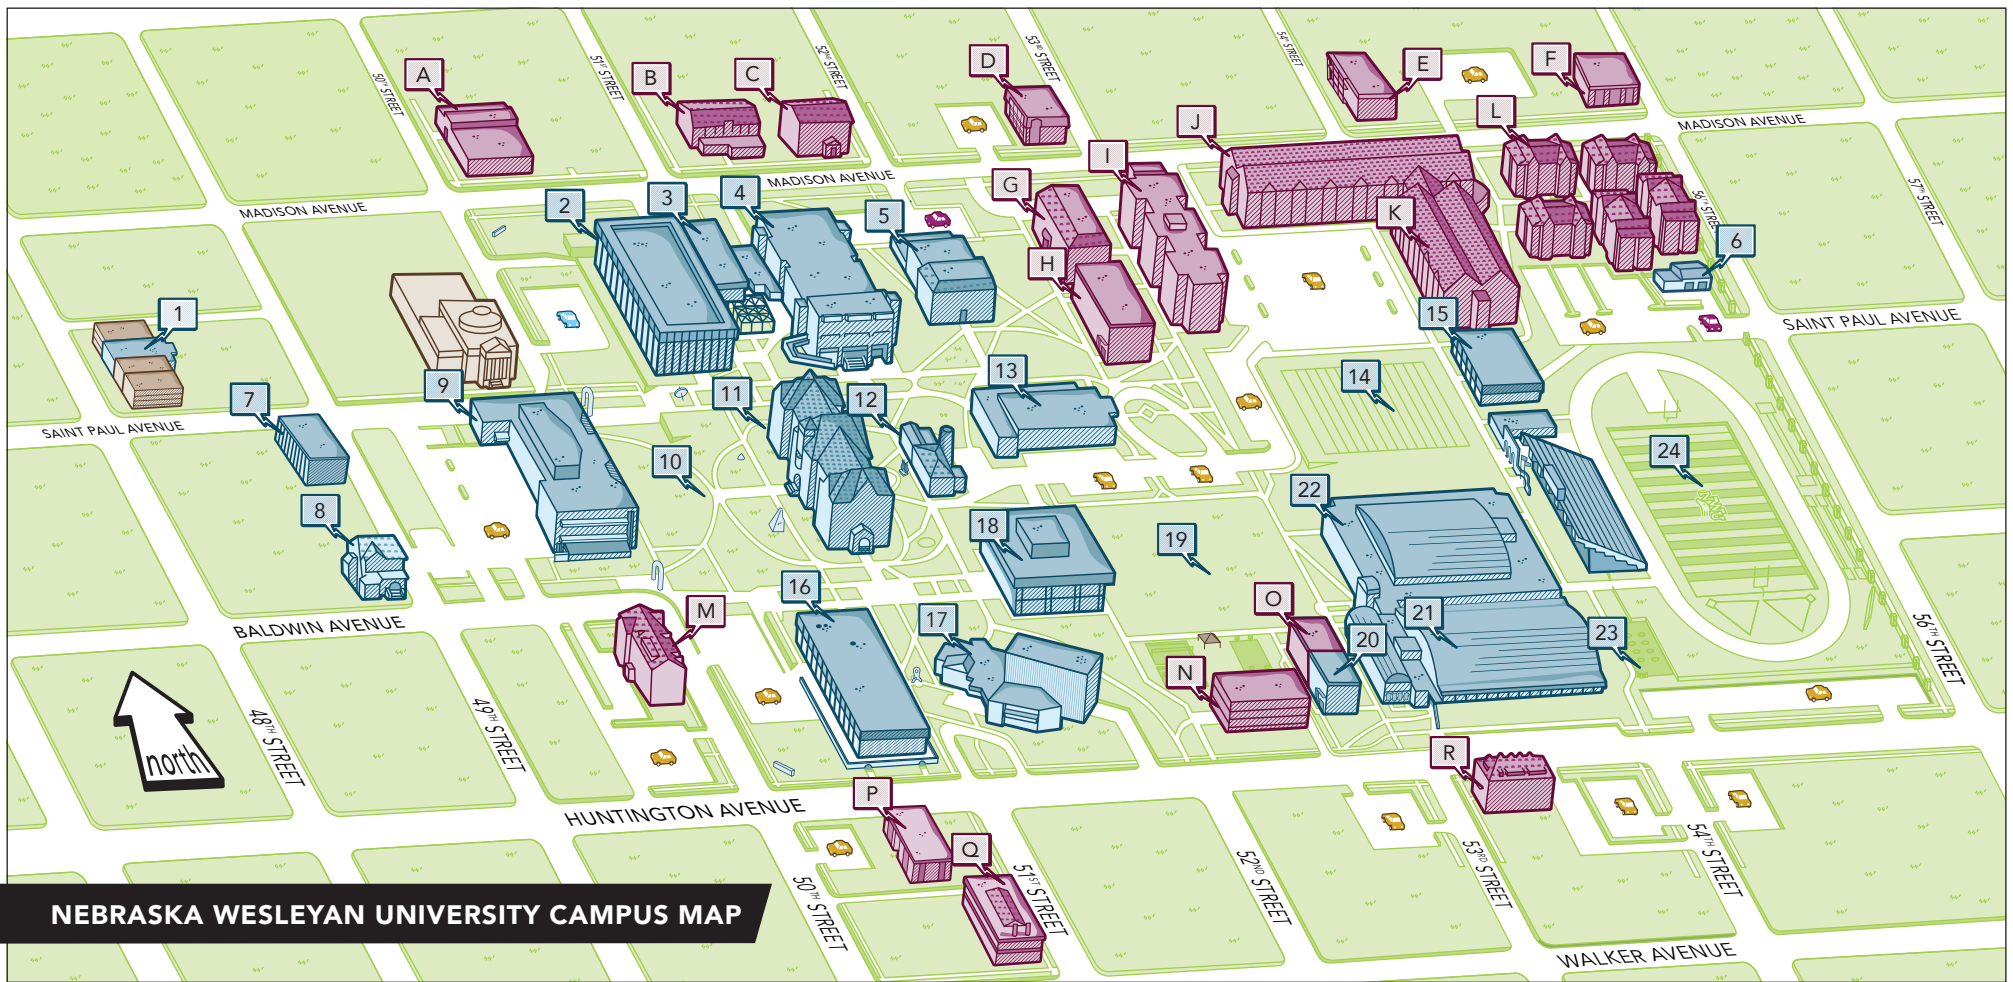 50TH STREET
51ST STREET
52ND STREET
53RD STREET
54TH STREET
A
B
C
D
E
F
J
L
MADISON AVENUE
I
G
MADISON AVENUE
57TH STREET
56TH STREET
MADISON AVENUE
2
3
4
5
K
6
H
1
15
SAINT PAUL AVENUE
7
9
11
12
13
14
SAINT PAUL AVENUE
10
24
8
22
18
19
16
O
M
17
21
23
20
BALDWIN AVENUE
N
56TH STREET
north
48TH STREET
49TH STREET
R
HUNTINGTON AVENUE
P
Q
50TH STREET
51ST STREET
52ND STREET
53RD STREET
54TH STREET
NEBRASKA WESLEYAN UNIVERSITY CAMPUS MAP
WALKER AVENUE